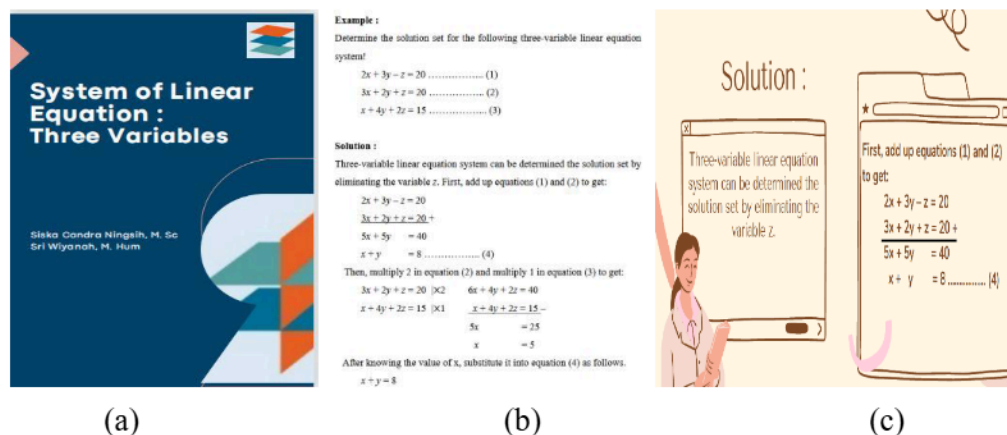 System of Linear
Equation :
Three Variables
Siska Candra Ningsih, M. Sc
Sri Wiyanah, M. Hum
(a)
Example :
Determine the solution set for the following three-variable linear equation
system!
2x + 3y – z = 20 ................. (1)
3x + 2y + z = 20 ................. (2)
x + 4y + 2z = 15 ................. (3)
Solution :
Three-variable linear equation system can be determined the solution set by
eliminating the variable z. First, add up equations (1) and (2) to get:
2x + 3y – z = 20
3x + 2y + z = 20 +
5x + 5y = 40
x + y = 8 ................. (4)
Then, multiply 2 in equation (2) and multiply 1 in equation (3) to get:
3x + 2y + z = 20 |X2 6x + 4y + 2z = 40
x + 4y + 2z = 15 |X1 x + 4y + 2z = 15 –
5x = 25
x = 5
After knowing the value of x, substitute it into equation (4) as follows.
x + y = 8
(b)
Solution :
Three-variable linear equation
system can be determined the
solution set by eliminating the
variable z.
First, add up equations (1) and (2)
to get:
2x + 3y – z = 20
3x + 2y + z = 20 +
5x + 5y = 40
x + y = 8 ............. (4)
(c)